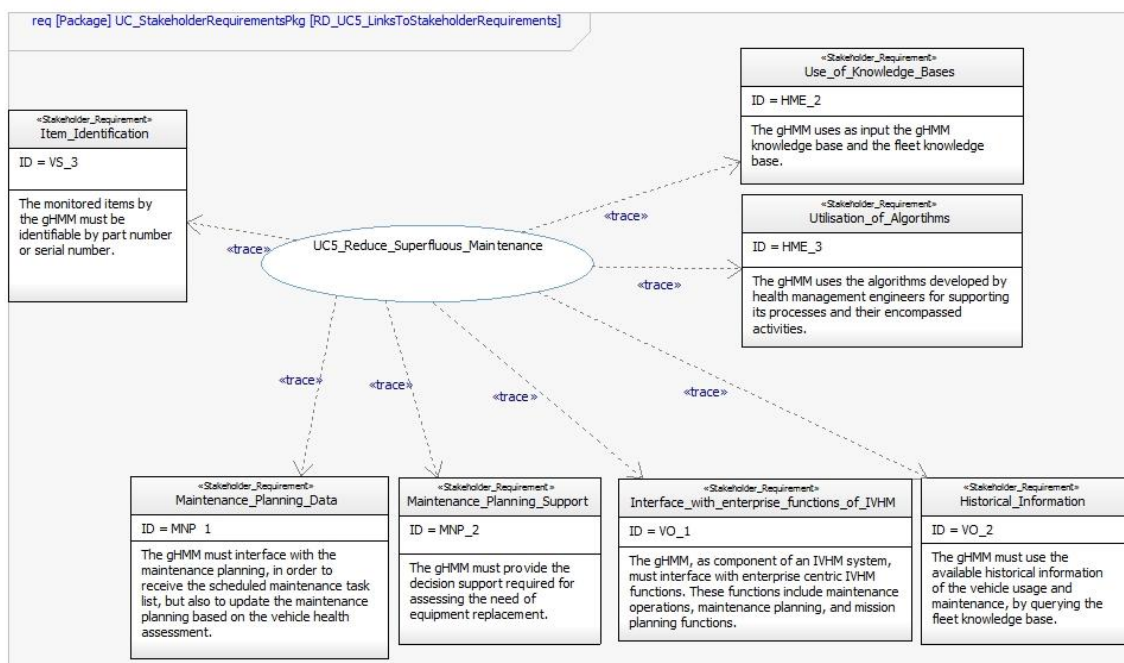 req [Package] UC_StakeholderRequirementsPkg [RD_UC5_LinksToStakeholderRequirements]
«Stakeholder_Requirement»
Use_of_Knowledge_Bases
ID = HME_2
The gHMM uses as input the gHMM
knowledge base and the fleet knowledge
base.
«Stakeholder_Requirement»
Item_Identification
ID = VS_3
The monitored items by
the gHMM must be
identifiable by part number
or serial number.
«Stakeholder_Requirement»
Utilisation_of_Algortihms
ID = HME_3
The gHMM uses the algorithms developed by
health management engineers for supporting
its processes and their encompassed
activities.
UC5_Reduce_Superfluous_Maintenance
«trace»
«trace»
«trace»
«trace»
«trace»
«trace»
«trace»
«Stakeholder_Requirement»
Maintenance_Planning_Data
ID = MNP_1
The gHMM must interface with the
maintenance planning, in order to
receive the scheduled maintenance task
list, but also to update the maintenance
planning based on the vehicle health
assessment.
«Stakeholder_Requirement»
Maintenance_Planning_Support
ID = MNP_2
The gHMM must provide the
decision support required for
assessing the need of
equipment replacement.
«Stakeholder_Requirement»
Interface_with_enterprise_functions_of_IVHM
ID = VO_1
The gHMM, as component of an IVHM system,
must interface with enterprise centric IVHM
functions. These functions include maintenance
operations, maintenance planning, and mission
planning functions.
«Stakeholder_Requirement»
Historical_Information
ID = VO_2
The gHMM must use the
available historical information
of the vehicle usage and
maintenance, by querying the
fleet knowledge base.